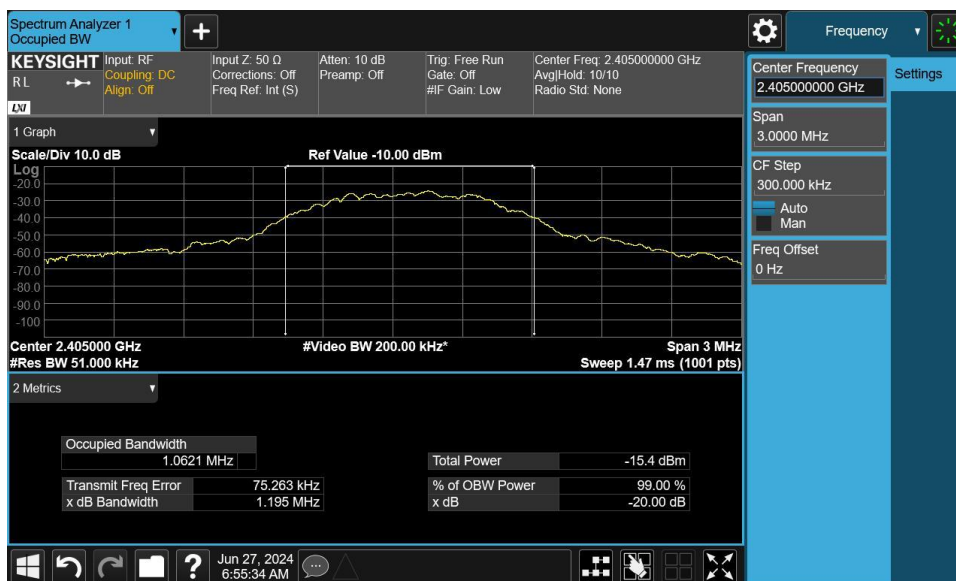 Spectrum Analyzer 1
Occupied BW
+
Frequency
KEYSIGHT
R L
LXI
Input: RF
Coupling: DC
Align: Off
Input Z: 50 Ω
Corrections: Off
Freq Ref: Int (S)
Atten: 10 dB
Preamp: Off
Trig: Free Run
Gate: Off
#IF Gain: Low
Center Freq: 2.405000000 GHz
Avg|Hold: 10/10
Radio Std: None
Center Frequency
2.405000000 GHz
Settings
Span
3.0000 MHz
CF Step
300.000 kHz
Auto
Man
Freq Offset
0 Hz
1 Graph
Scale/Div 10.0 dB
Ref Value -10.00 dBm
Log
-20.0
-30.0
-40.0
-50.0
-60.0
-70.0
-80.0
-90.0
-100
Center 2.405000 GHz
#Video BW 200.00 kHz*
Span 3 MHz
#Res BW 51.000 kHz
Sweep 1.47 ms (1001 pts)
2 Metrics
Occupied Bandwidth
1.0621 MHz
Total Power -15.4 dBm
Transmit Freq Error 75.263 kHz
% of OBW Power 99.00 %
x dB Bandwidth 1.195 MHz
x dB -20.00 dB
?
Jun 27, 2024
6:55:34 AM